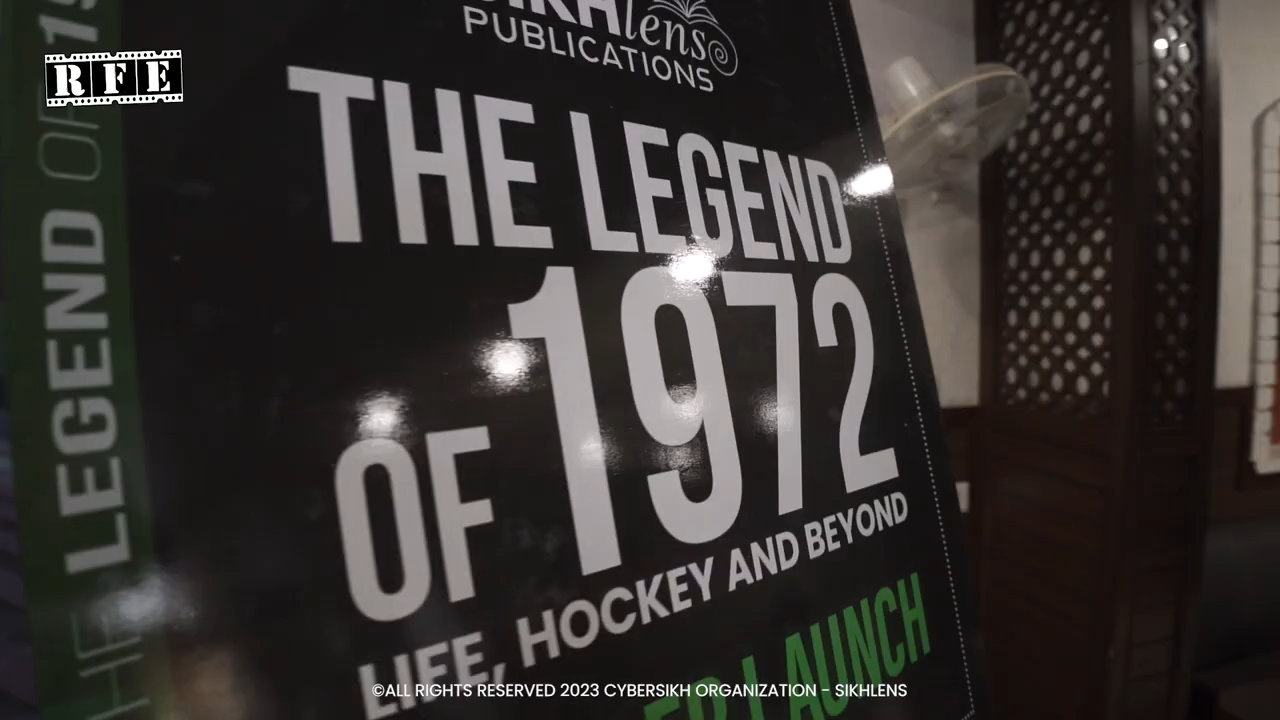 SIKHlens
PUBLICATIONS
RFE
THE LEGEND
OF 1972
LIFE, HOCKEY AND BEYOND
LAUNCH
THE LEGEND OF 19
©ALL RIGHTS RESERVED 2023 CYBERSIKH ORGANIZATION - SIKHLENS